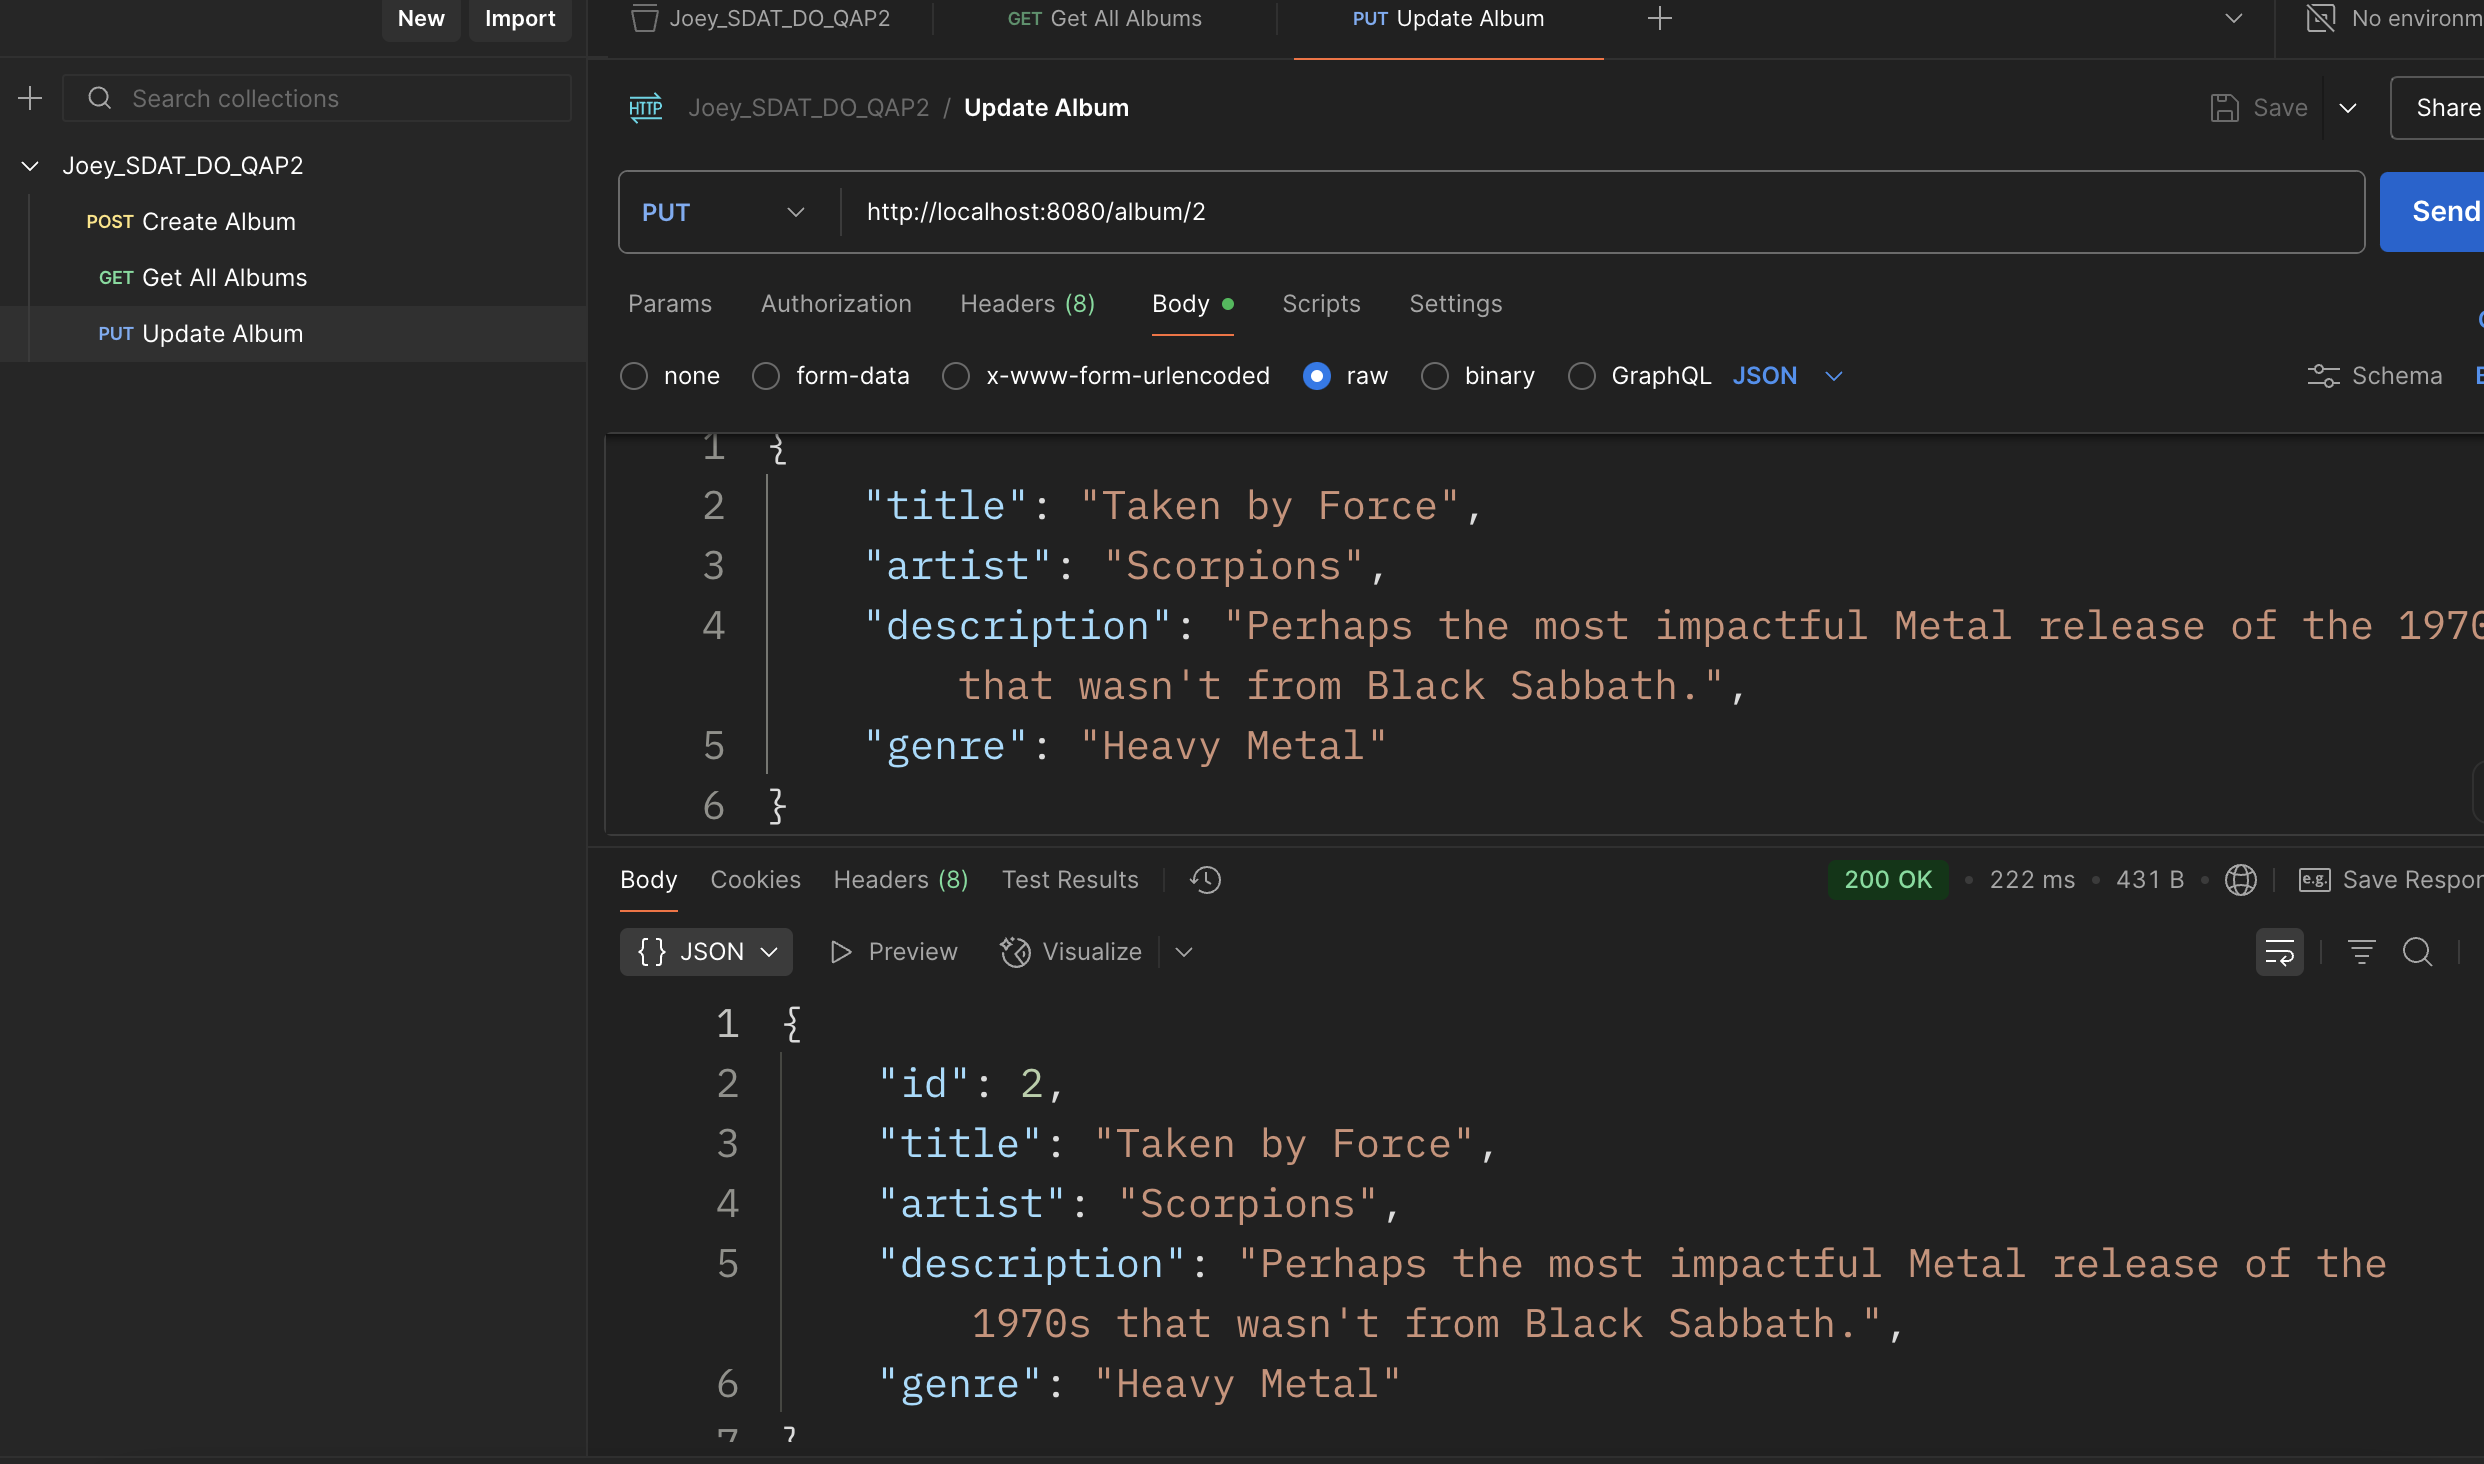 New Import
Joey_SDAT_DO_QAP2 GET Get All Albums PUT Update Album No environm
Search collections
Joey_SDAT_DO_QAP2
POST Create Album
GET Get All Albums
PUT Update Album
HTTP Joey_SDAT_DO_QAP2 / Update Album Save Share
PUT http://localhost:8080/album/2 Send
Params Authorization Headers (8) Body Scripts Settings
none form-data x-www-form-urlencoded raw binary GraphQL JSON Schema
1 {
2 "title": "Taken by Force",
3 "artist": "Scorpions",
4 "description": "Perhaps the most impactful Metal release of the 1970
that wasn't from Black Sabbath.",
5 "genre": "Heavy Metal"
6 }
Body Cookies Headers (8) Test Results 200 OK • 222 ms • 431 B • e.g. Save Respon
{} JSON Preview Visualize
1 {
2 "id": 2,
3 "title": "Taken by Force",
4 "artist": "Scorpions",
5 "description": "Perhaps the most impactful Metal release of the
1970s that wasn't from Black Sabbath.",
6 "genre": "Heavy Metal"
7 }